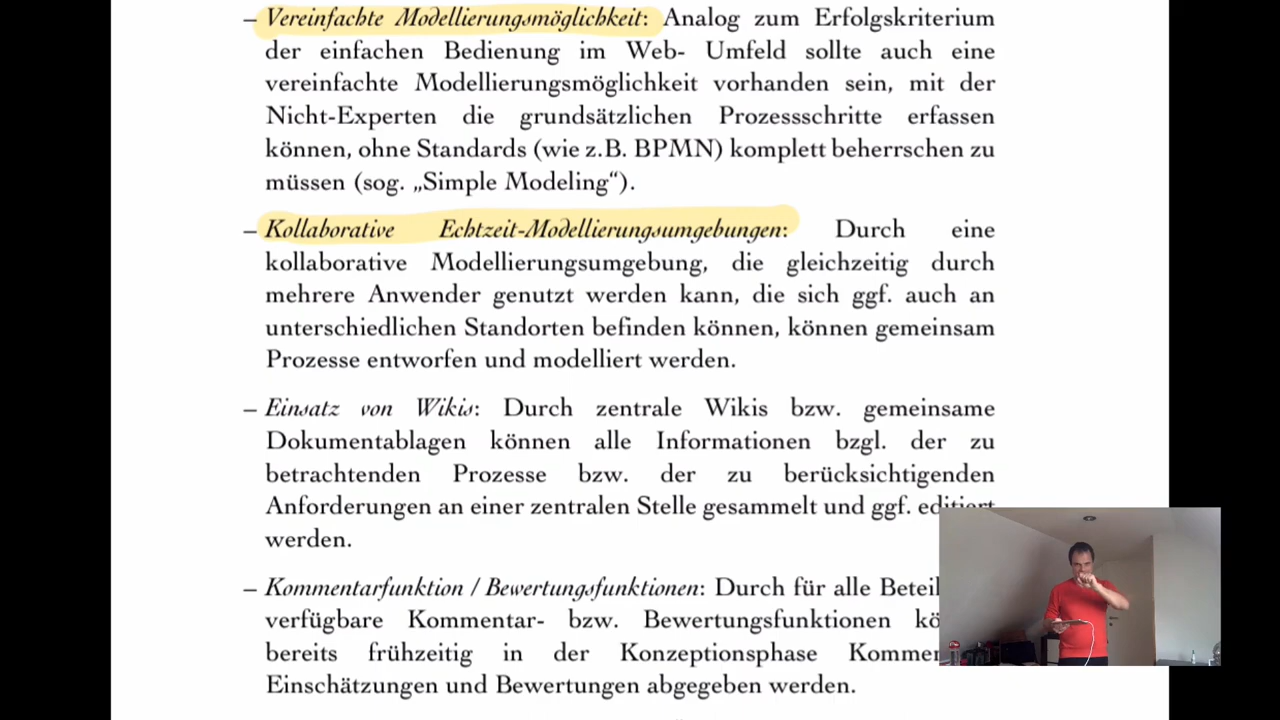 – Vereinfachte Modellierungsmöglichkeit: Analog zum Erfolgskriterium
der einfachen Bedienung im Web- Umfeld sollte auch eine
vereinfachte Modellierungsmöglichkeit vorhanden sein, mit der
Nicht-Experten die grundsätzlichen Prozessschritte erfassen
können, ohne Standards (wie z.B. BPMN) komplett beherrschen zu
müssen (sog. „Simple Modeling“).
– Kollaborative Echtzeit-Modellierungsumgebungen: Durch eine
kollaborative Modellierungsumgebung, die gleichzeitig durch
mehrere Anwender genutzt werden kann, die sich ggf. auch an
unterschiedlichen Standorten befinden können, können gemeinsam
Prozesse entworfen und modelliert werden.
– Einsatz von Wikis: Durch zentrale Wikis bzw. gemeinsame
Dokumentablagen können alle Informationen bzgl. der zu
betrachtenden Prozesse bzw. der zu berücksichtigenden
Anforderungen an einer zentralen Stelle gesammelt und ggf. editiert
werden.
– Kommentarfunktion / Bewertungsfunktionen: Durch für alle
verfügbare Kommentar- bzw. Bewertungsfunktionen
bereits frühzeitig in der Konzeptionsphase
Einschätzungen und Bewertungen abgegeben werden.